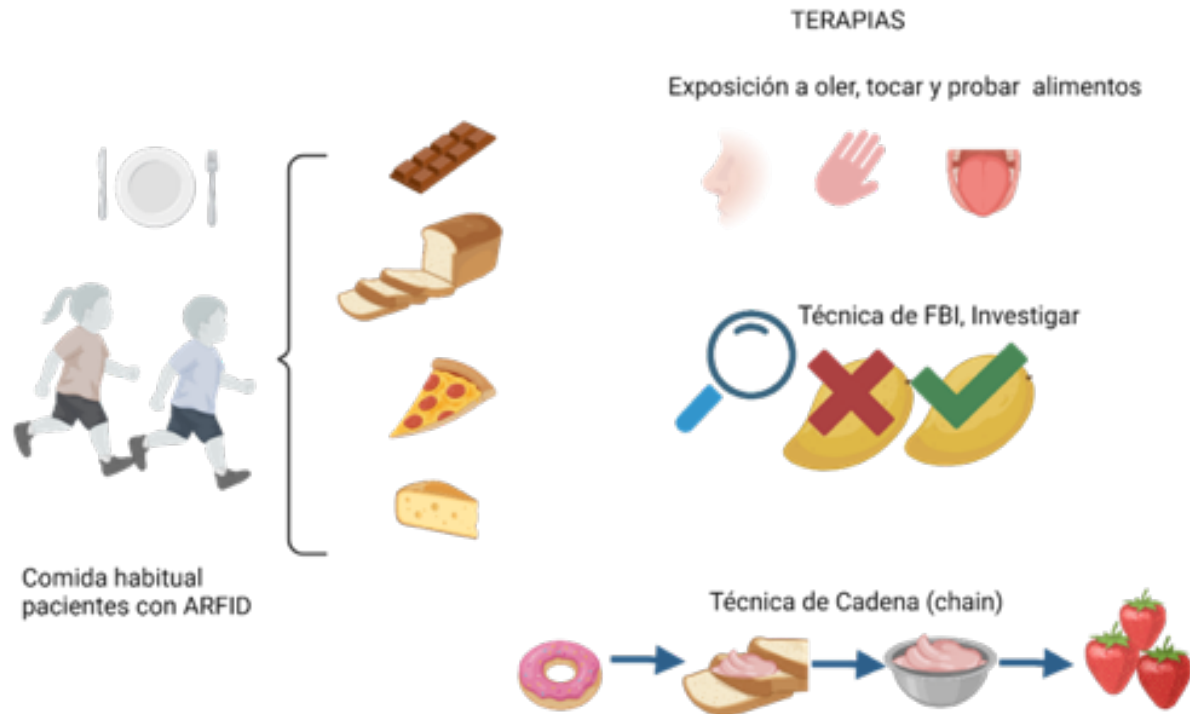 TERAPIAS
Exposición a oler, tocar y probar alimentos
Técnica de FBI, Investigar
Comida habitual
pacientes con ARFID
Técnica de Cadena (chain)